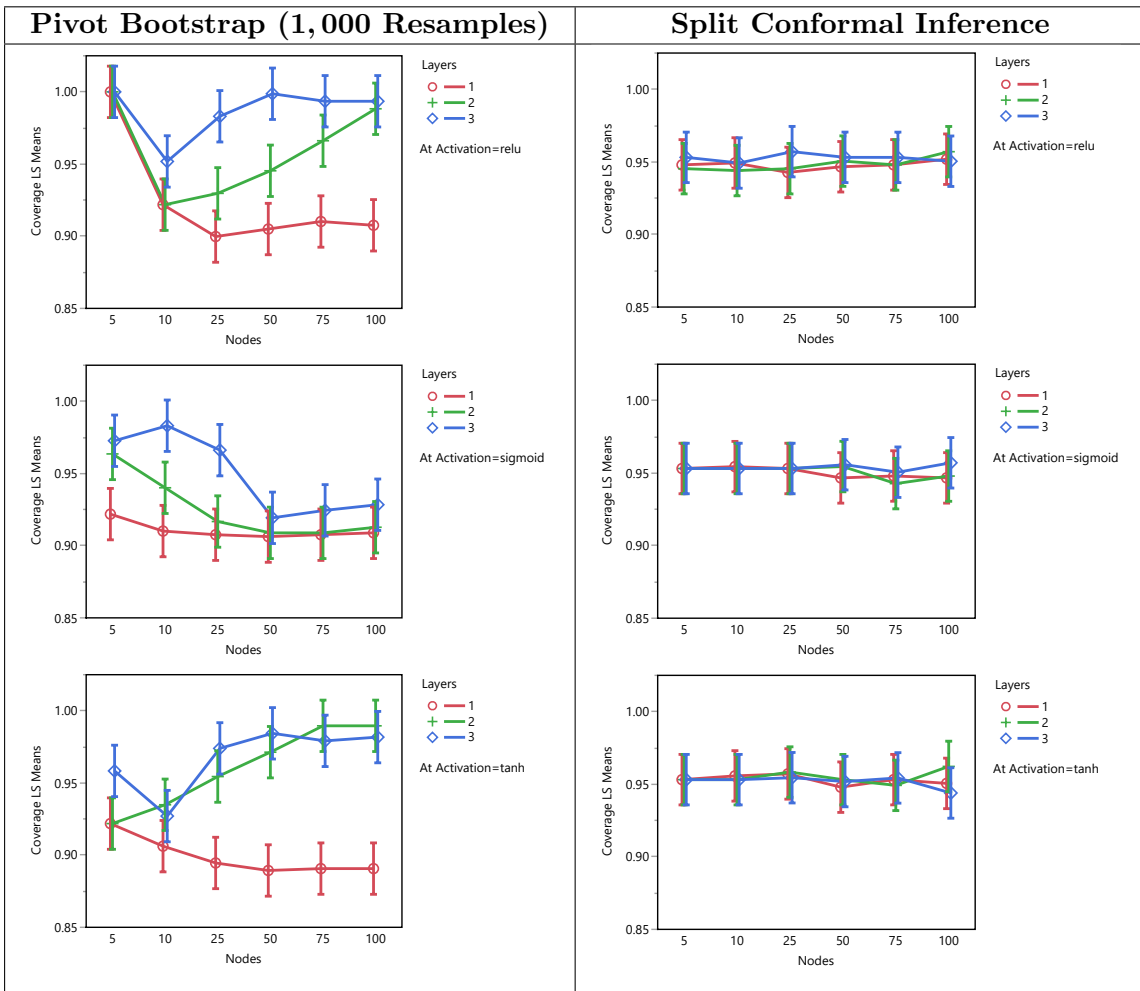 Pivot Bootstrap (1, 000 Resamples)
Split Conformal Inference
Coverage LS Means
1.00
0.95
0.90
0.85
5 10 25 50 75 100
Nodes
Layers
1
2
3
At Activation=relu
Coverage LS Means
1.00
0.95
0.90
0.85
5 10 25 50 75 100
Nodes
Layers
1
2
3
At Activation=relu
Coverage LS Means
1.00
0.95
0.90
0.85
5 10 25 50 75 100
Nodes
Layers
1
2
3
At Activation=sigmoid
Coverage LS Means
1.00
0.95
0.90
0.85
5 10 25 50 75 100
Nodes
Layers
1
2
3
At Activation=sigmoid
Coverage LS Means
1.00
0.95
0.90
0.85
5 10 25 50 75 100
Nodes
Layers
1
2
3
At Activation=tanh
Coverage LS Means
1.00
0.95
0.90
0.85
5 10 25 50 75 100
Nodes
Layers
1
2
3
At Activation=tanh